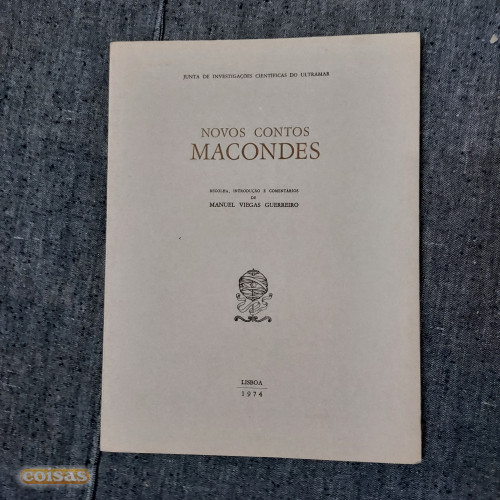 JUNTA DE INVESTIGAÇÕES CIENTÍFICAS DO ULTRAMAR
NOVOS CONTOS
MACONDES
RECOLHA, INTRODUÇÃO E COMENTÁRIOS
DE
MANUEL VIEGAS GUERREIRO
LISBOA
1974
coisas